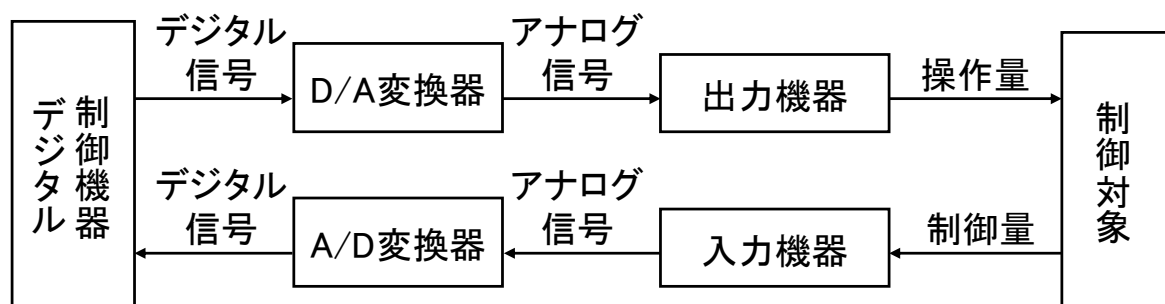 デジタル
制御機器
デジタル
信号
D/A変換器
アナログ
信号
出力機器
操作量
制御対象
デジタル
信号
A/D変換器
アナログ
信号
入力機器
制御量